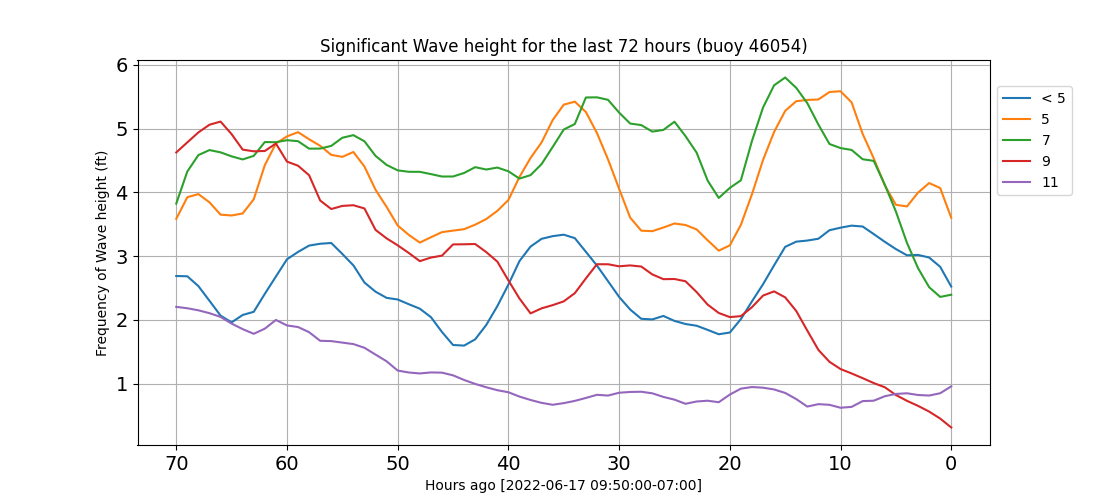 Significant Wave height for the last 72 hours (buoy 46054)
Frequency of Wave height (ft)
6
5
4
3
2
1
70 60 50 40 30 20 10 0
Hours ago [2022-06-17 09:50:00-07:00]
< 5
5
7
9
11